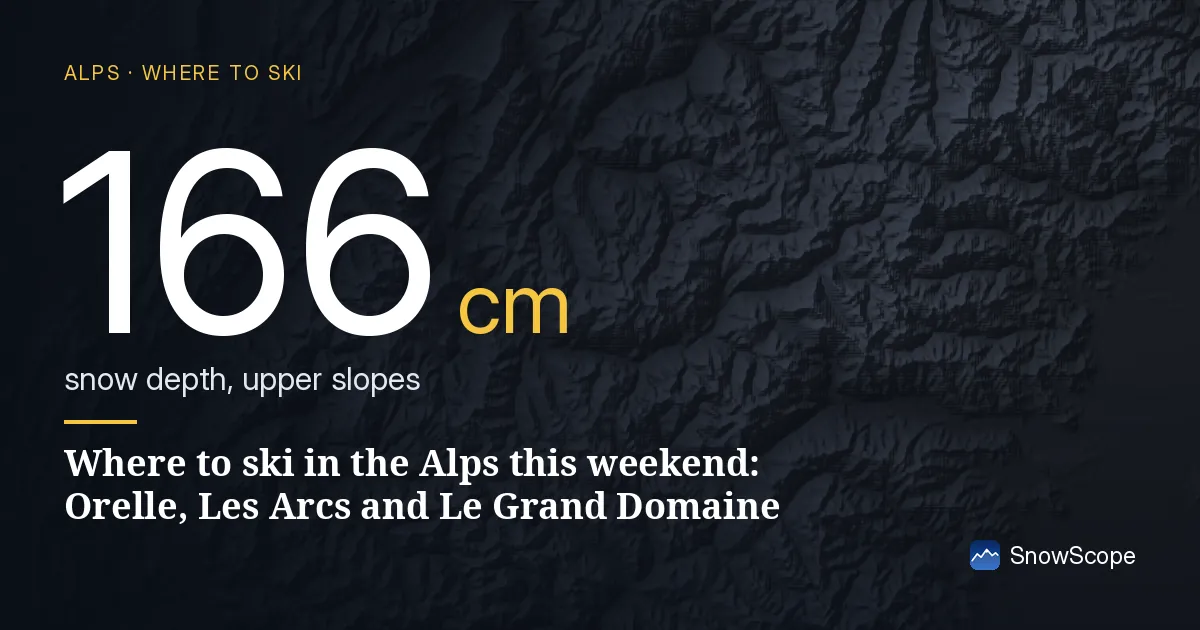 ALPS · WHERE TO SKI
166 cm
snow depth, upper slopes
Where to ski in the Alps this weekend:
Orelle, Les Arcs and Le Grand Domaine
SnowScope